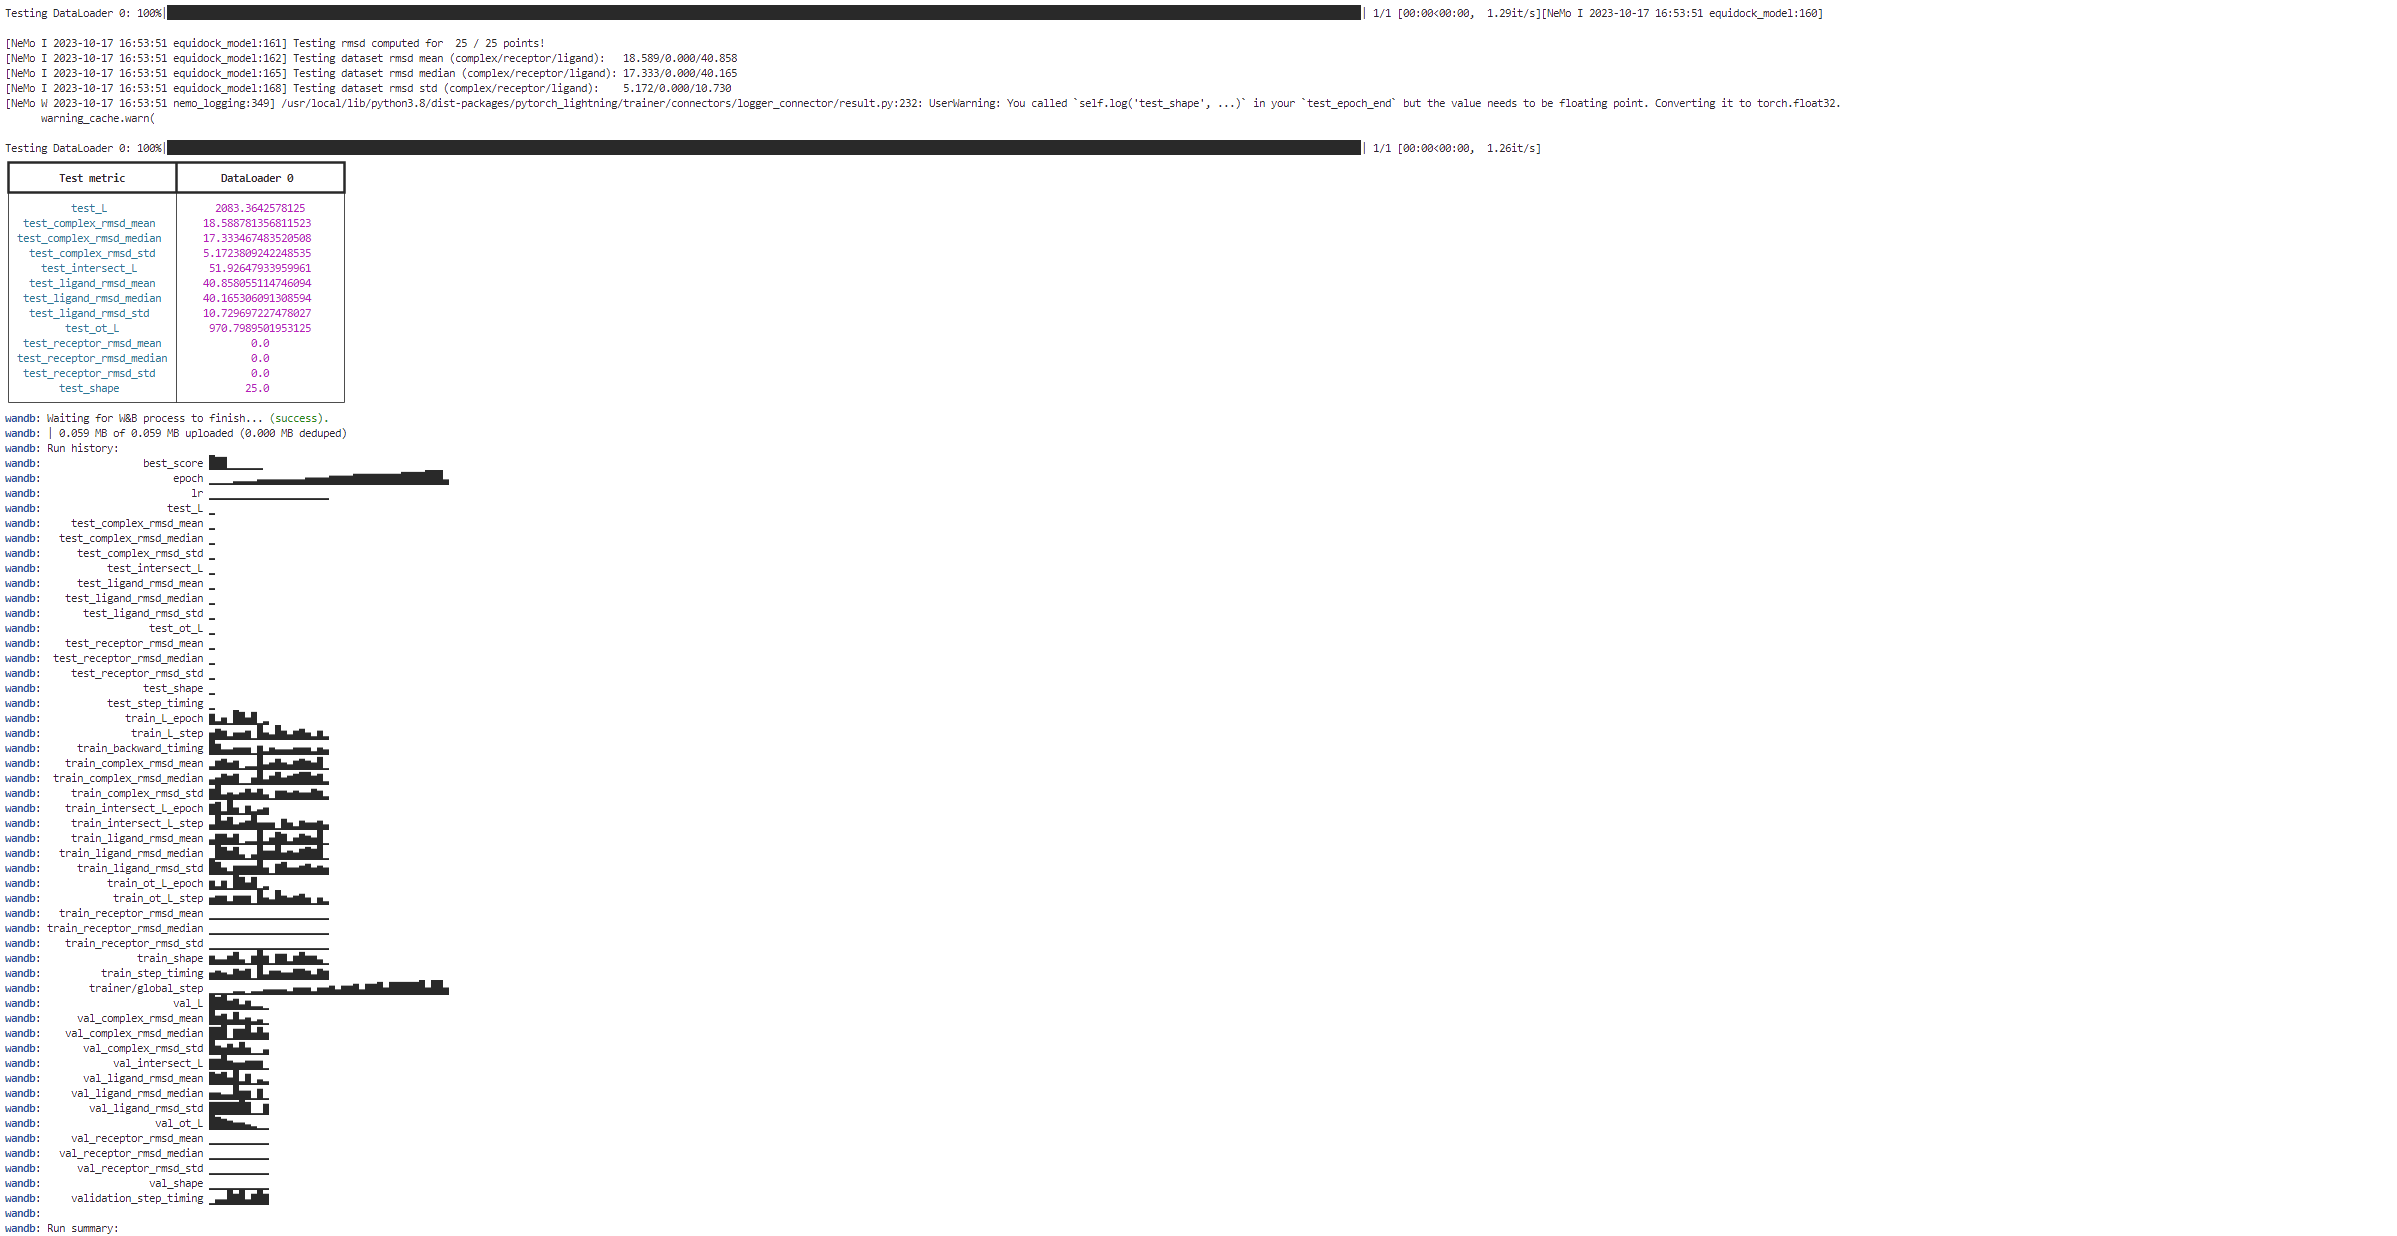 Testing DataLoader 0: 100%| | 1/1 [00:00<00:00,  1.29it/s][NeMo I 2023-10-17 16:53:51 equidock_model:160]
[NeMo I 2023-10-17 16:53:51 equidock_model:161] Testing rmsd computed for  25 / 25 points!
[NeMo I 2023-10-17 16:53:51 equidock_model:162] Testing dataset rmsd mean (complex/receptor/ligand):   18.589/0.000/40.858
[NeMo I 2023-10-17 16:53:51 equidock_model:165] Testing dataset rmsd median (complex/receptor/ligand): 17.333/0.000/40.165
[NeMo I 2023-10-17 16:53:51 equidock_model:168] Testing dataset rmsd std (complex/receptor/ligand):    5.172/0.000/10.730
[NeMo W 2023-10-17 16:53:51 nemo_logging:349] /usr/local/lib/python3.8/dist-packages/pytorch_lightning/trainer/connectors/logger_connector/result.py:232: UserWarning: You called `self.log('test_shape', ...)` in your `test_epoch_end` but the value needs to be floating point. Converting it to torch.float32.
warning_cache.warn(
Testing DataLoader 0: 100%| | 1/1 [00:00<00:00,  1.26it/s]
Test metric DataLoader 0
test_L 2083.3642578125
test_complex_rmsd_mean 18.588781356811523
test_complex_rmsd_median 17.333467483520508
test_complex_rmsd_std 5.1723809242248535
test_intersect_L 51.92647933959961
test_ligand_rmsd_mean 40.858055114746094
test_ligand_rmsd_median 40.165306091308594
test_ligand_rmsd_std 10.729697227478027
test_ot_L 970.7989501953125
test_receptor_rmsd_mean 0.0
test_receptor_rmsd_median 0.0
test_receptor_rmsd_std 0.0
test_shape 25.0
wandb: Waiting for W&B process to finish... (success).
wandb: | 0.059 MB of 0.059 MB uploaded (0.000 MB deduped)
wandb: Run history:
wandb: best_score
wandb: epoch
wandb: lr
wandb: test_L
wandb: test_complex_rmsd_mean
wandb: test_complex_rmsd_median
wandb: test_complex_rmsd_std
wandb: test_intersect_L
wandb: test_ligand_rmsd_mean
wandb: test_ligand_rmsd_median
wandb: test_ligand_rmsd_std
wandb: test_ot_L
wandb: test_receptor_rmsd_mean
wandb: test_receptor_rmsd_median
wandb: test_receptor_rmsd_std
wandb: test_shape
wandb: test_step_timing
wandb: train_L_epoch
wandb: train_L_step
wandb: train_backward_timing
wandb: train_complex_rmsd_mean
wandb: train_complex_rmsd_median
wandb: train_complex_rmsd_std
wandb: train_intersect_L_epoch
wandb: train_intersect_L_step
wandb: train_ligand_rmsd_mean
wandb: train_ligand_rmsd_median
wandb: train_ligand_rmsd_std
wandb: train_ot_L_epoch
wandb: train_ot_L_step
wandb: train_receptor_rmsd_mean
wandb: train_receptor_rmsd_median
wandb: train_receptor_rmsd_std
wandb: train_shape
wandb: train_step_timing
wandb: trainer/global_step
wandb: val_L
wandb: val_complex_rmsd_mean
wandb: val_complex_rmsd_median
wandb: val_complex_rmsd_std
wandb: val_intersect_L
wandb: val_ligand_rmsd_mean
wandb: val_ligand_rmsd_median
wandb: val_ligand_rmsd_std
wandb: val_ot_L
wandb: val_receptor_rmsd_mean
wandb: val_receptor_rmsd_median
wandb: val_receptor_rmsd_std
wandb: val_shape
wandb: validation_step_timing
wandb:
wandb: Run summary: